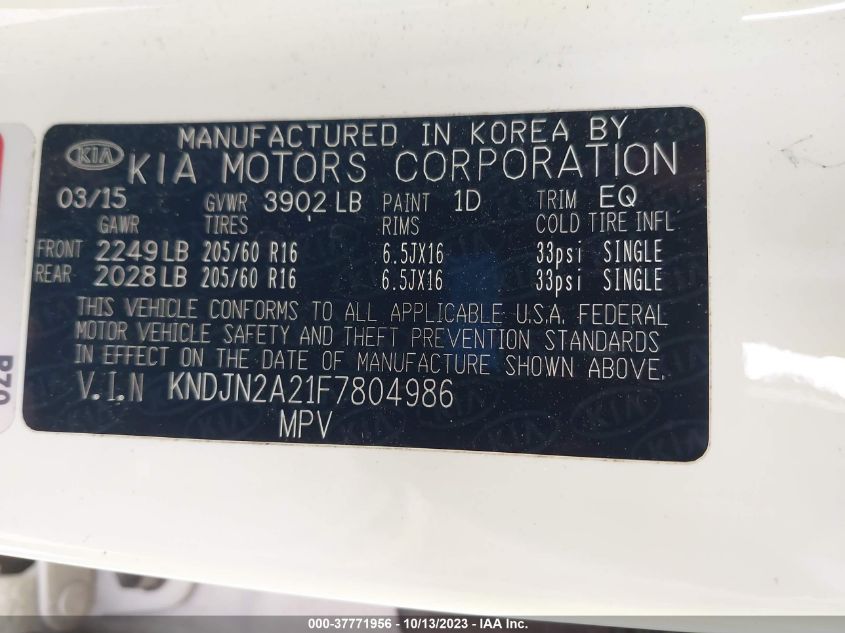 MANUFACTURED IN KOREA BY
KIA KIA MOTORS CORPORATION
03/15 GVWR 3902 LB PAINT 1D TRIM EQ
GAWR TIRES RIMS COLD TIRE INFL
FRONT 2249 LB 205/60 R16 6.5JX16 33psi SINGLE
REAR 2028 LB 205/60 R16 6.5JX16 33psi SINGLE
THIS VEHICLE CONFORMS TO ALL APPLICABLE U.S.A. FEDERAL
MOTOR VEHICLE SAFETY AND THEFT PREVENTION STANDARDS
IN EFFECT ON THE DATE OF MANUFACTURE SHOWN ABOVE.
V.I.N KNDJN2A21F7804986
MPV
000-37771956 - 10/13/2023 - IAA Inc.